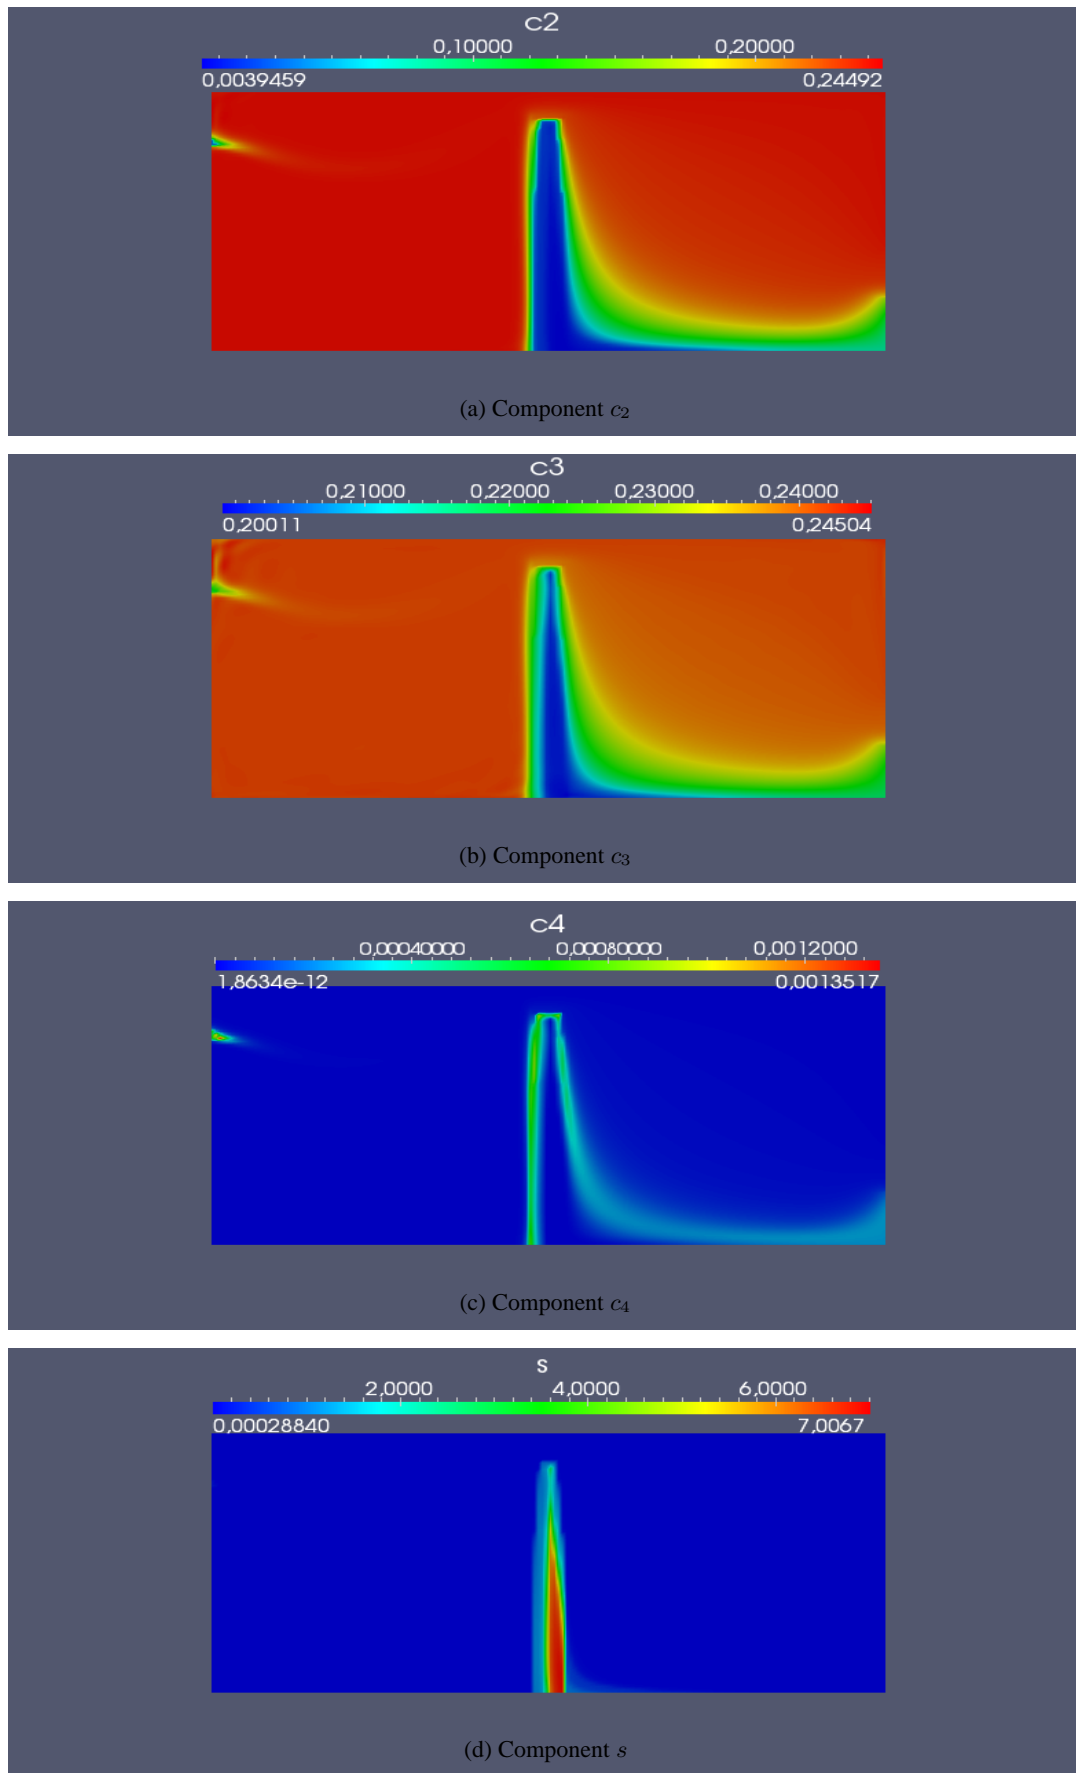 c2
0,10000 0,20000
0,0039459 0,24492
(a) Component c₂
c3
0,21000 0,22000 0,23000 0,24000
0,20011 0,24504
(b) Component c₃
c4
0,00040000 0,00080000 0,0012000
1,8634e-12 0,0013517
(c) Component c₄
s
2,0000 4,0000 6,0000
0,00028840 7,0067
(d) Component s